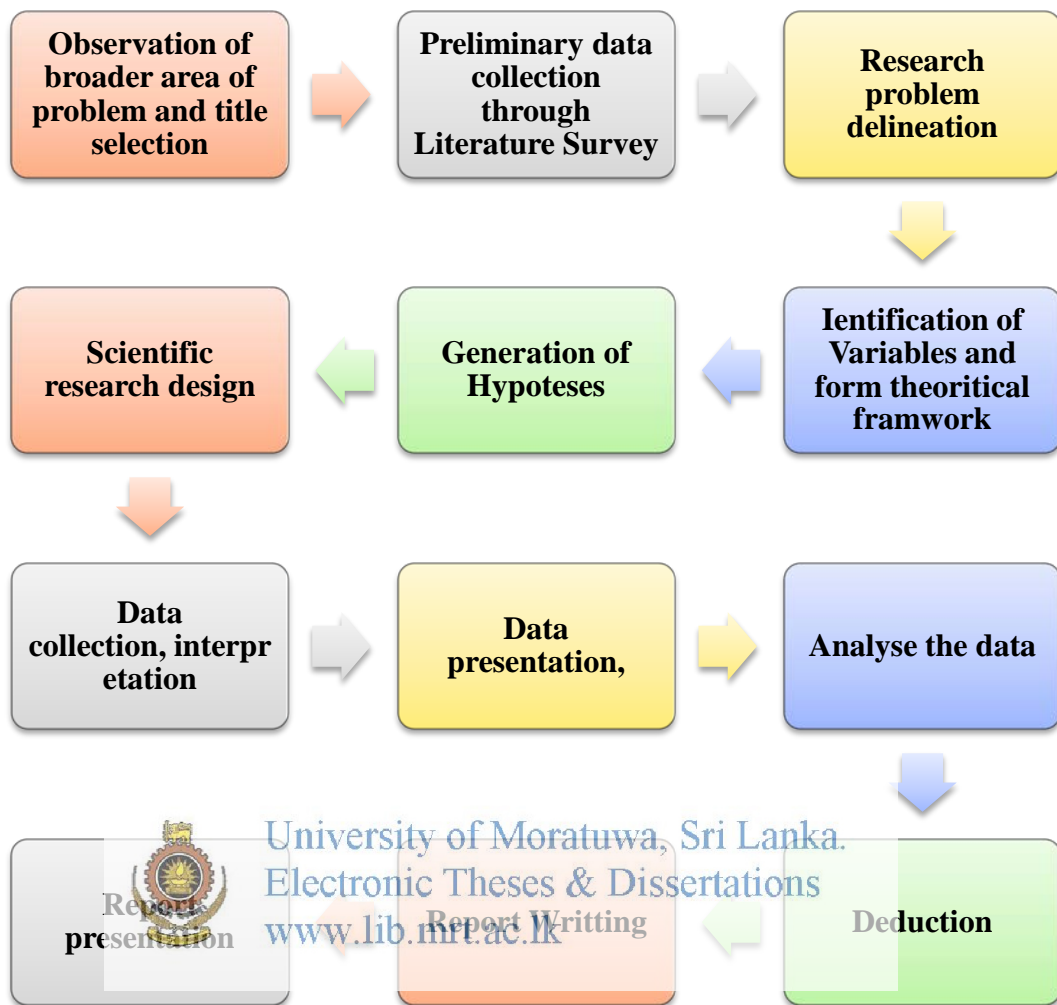 Observation of
broader area of
problem and title
selection
Preliminary data
collection
through
Literature Survey
Research
problem
delineation
Ientification of
Variables and
form theoritical
framwork
Generation of
Hypoteses
Scientific
research design
Data
collection, interpr
etation
Data
presentation,
Analyse the data
Deduction
Report Writting
Report
presentation
University of Moratuwa, Sri Lanka.
Electronic Theses & Dissertations
www.lib.mrt.ac.lk